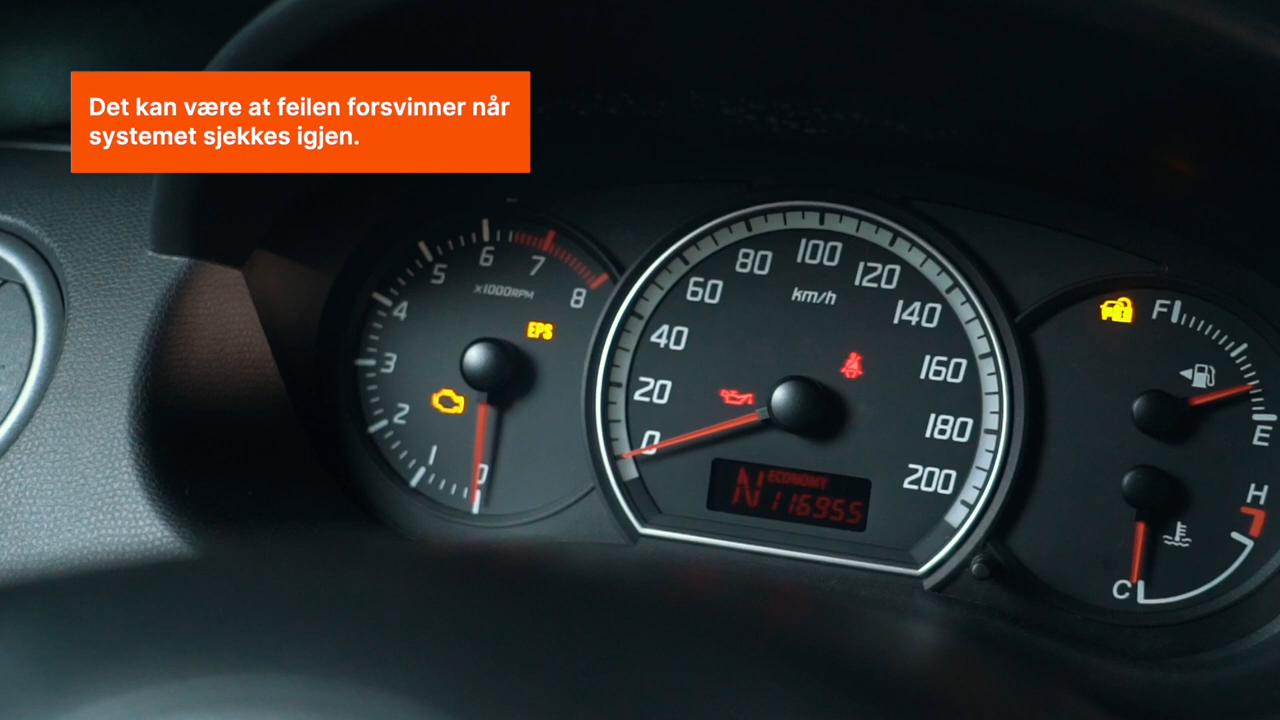 Det kan være at feilen forsvinner når
systemet sjekkes igjen.
0
1
2
3
4
5
6
7
8
x1000RPM
EPS
0
20
40
60
80
100
120
140
160
180
200
km/h
N ECONOMY
116955
F
E
H
C